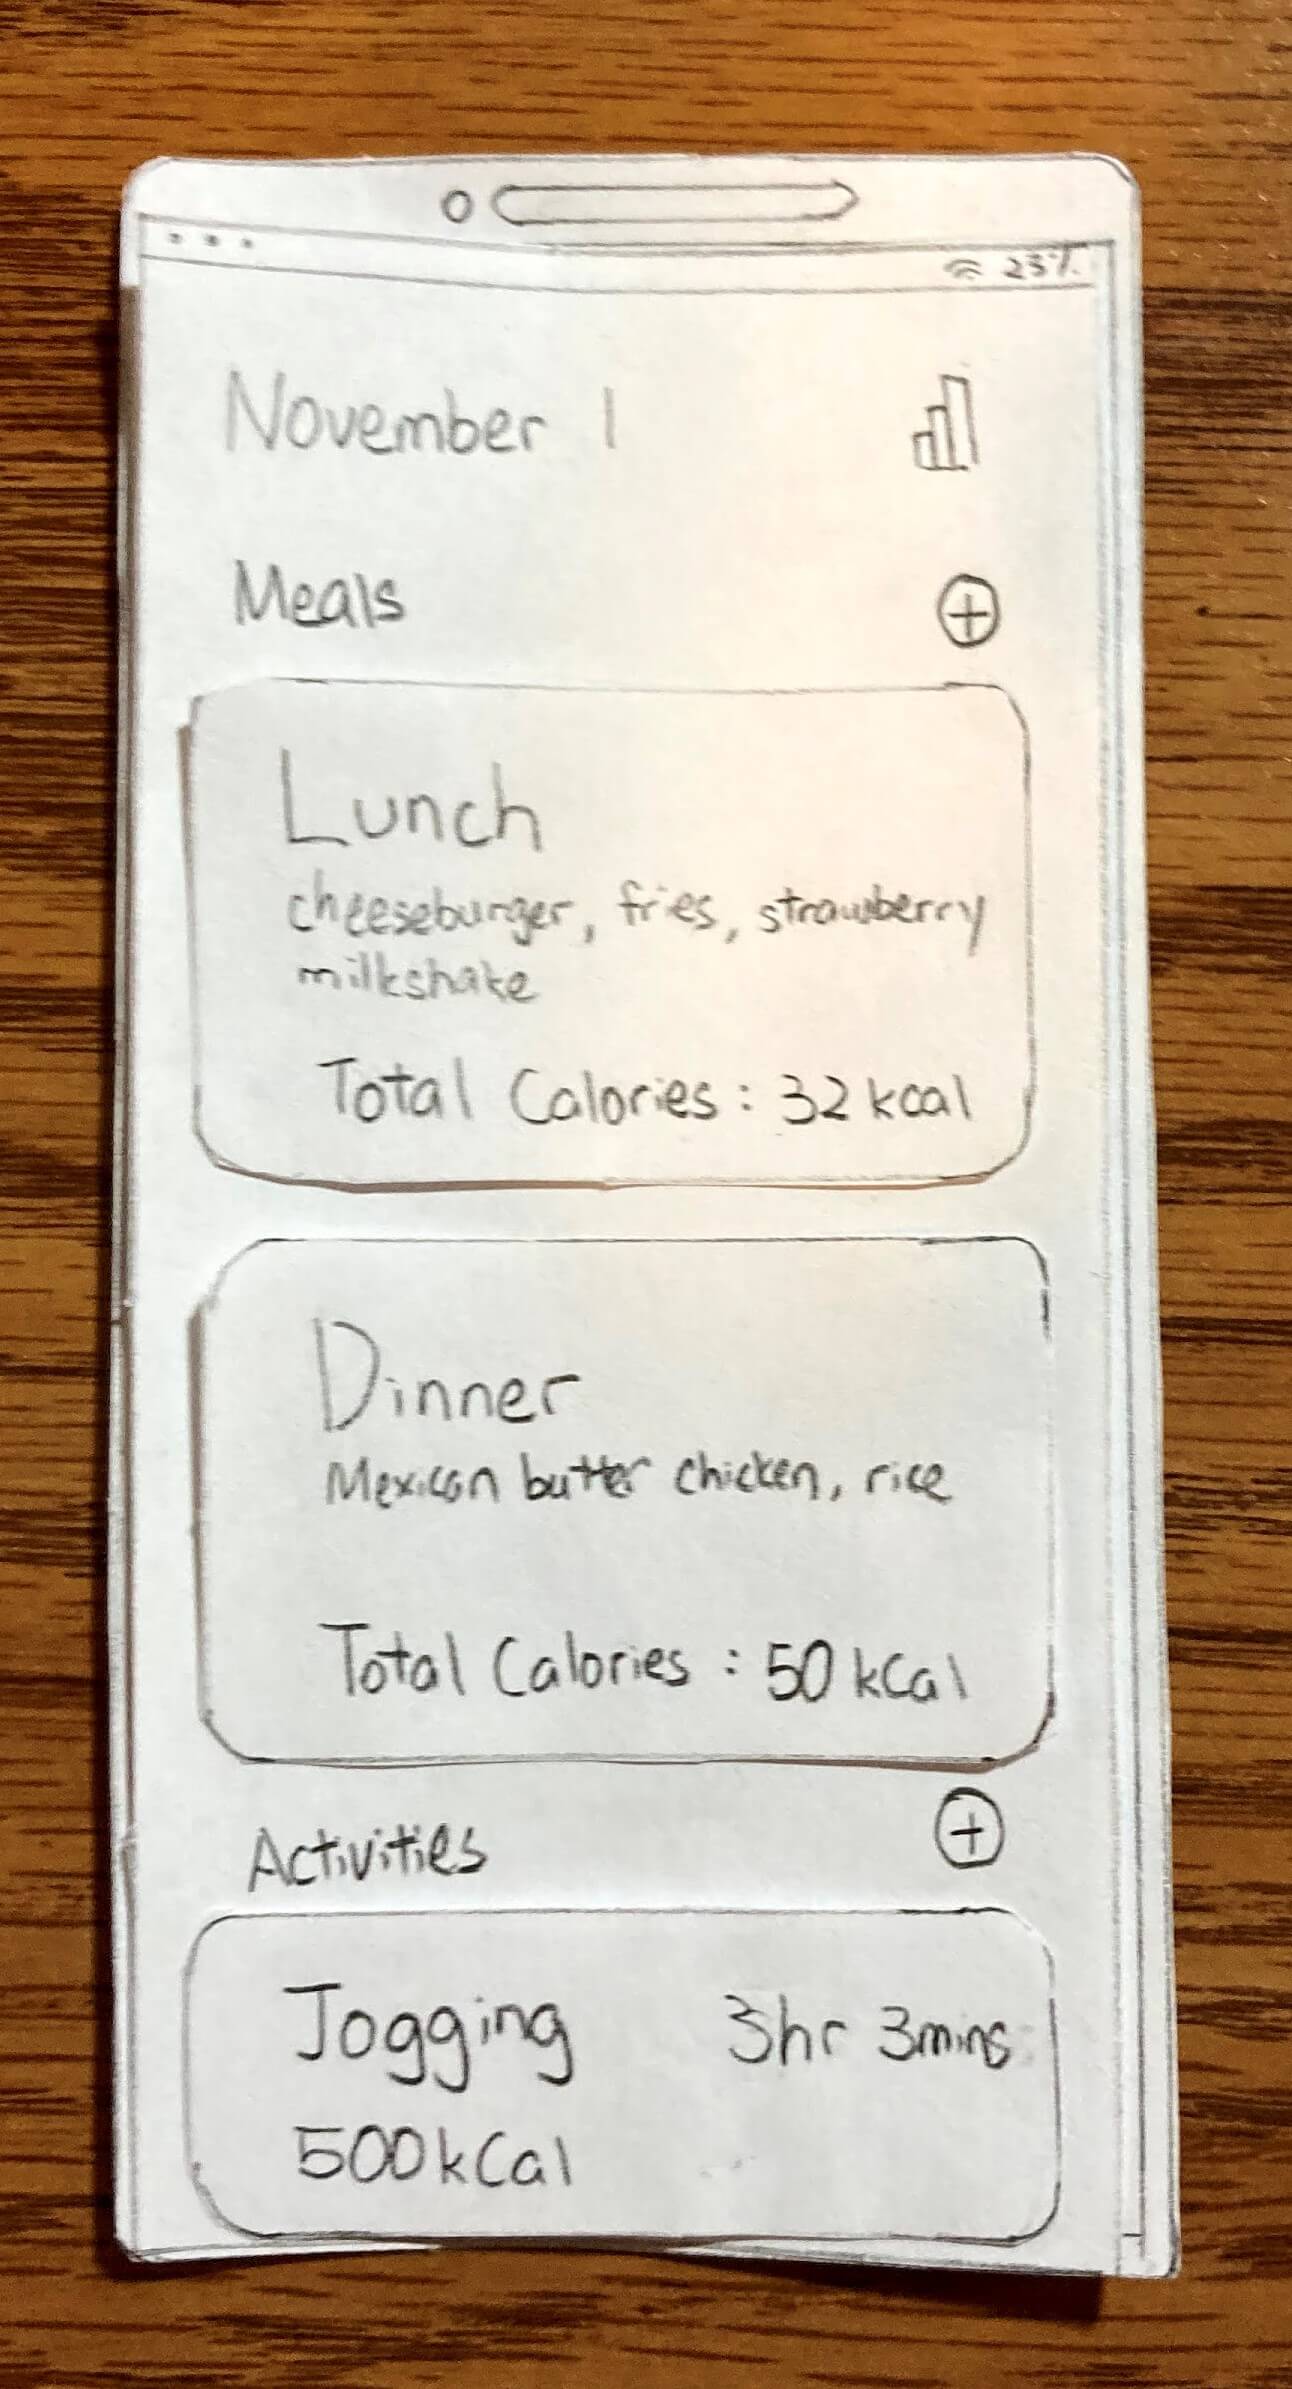 23%
November 1
Meals
Lunch
cheeseburger, fries, strawberry
milkshake
Total Calories : 32 kcal
Dinner
Mexican butter chicken, rice
Total Calories : 50 kCal
Activities
Jogging 3hr 3mins
500kCal